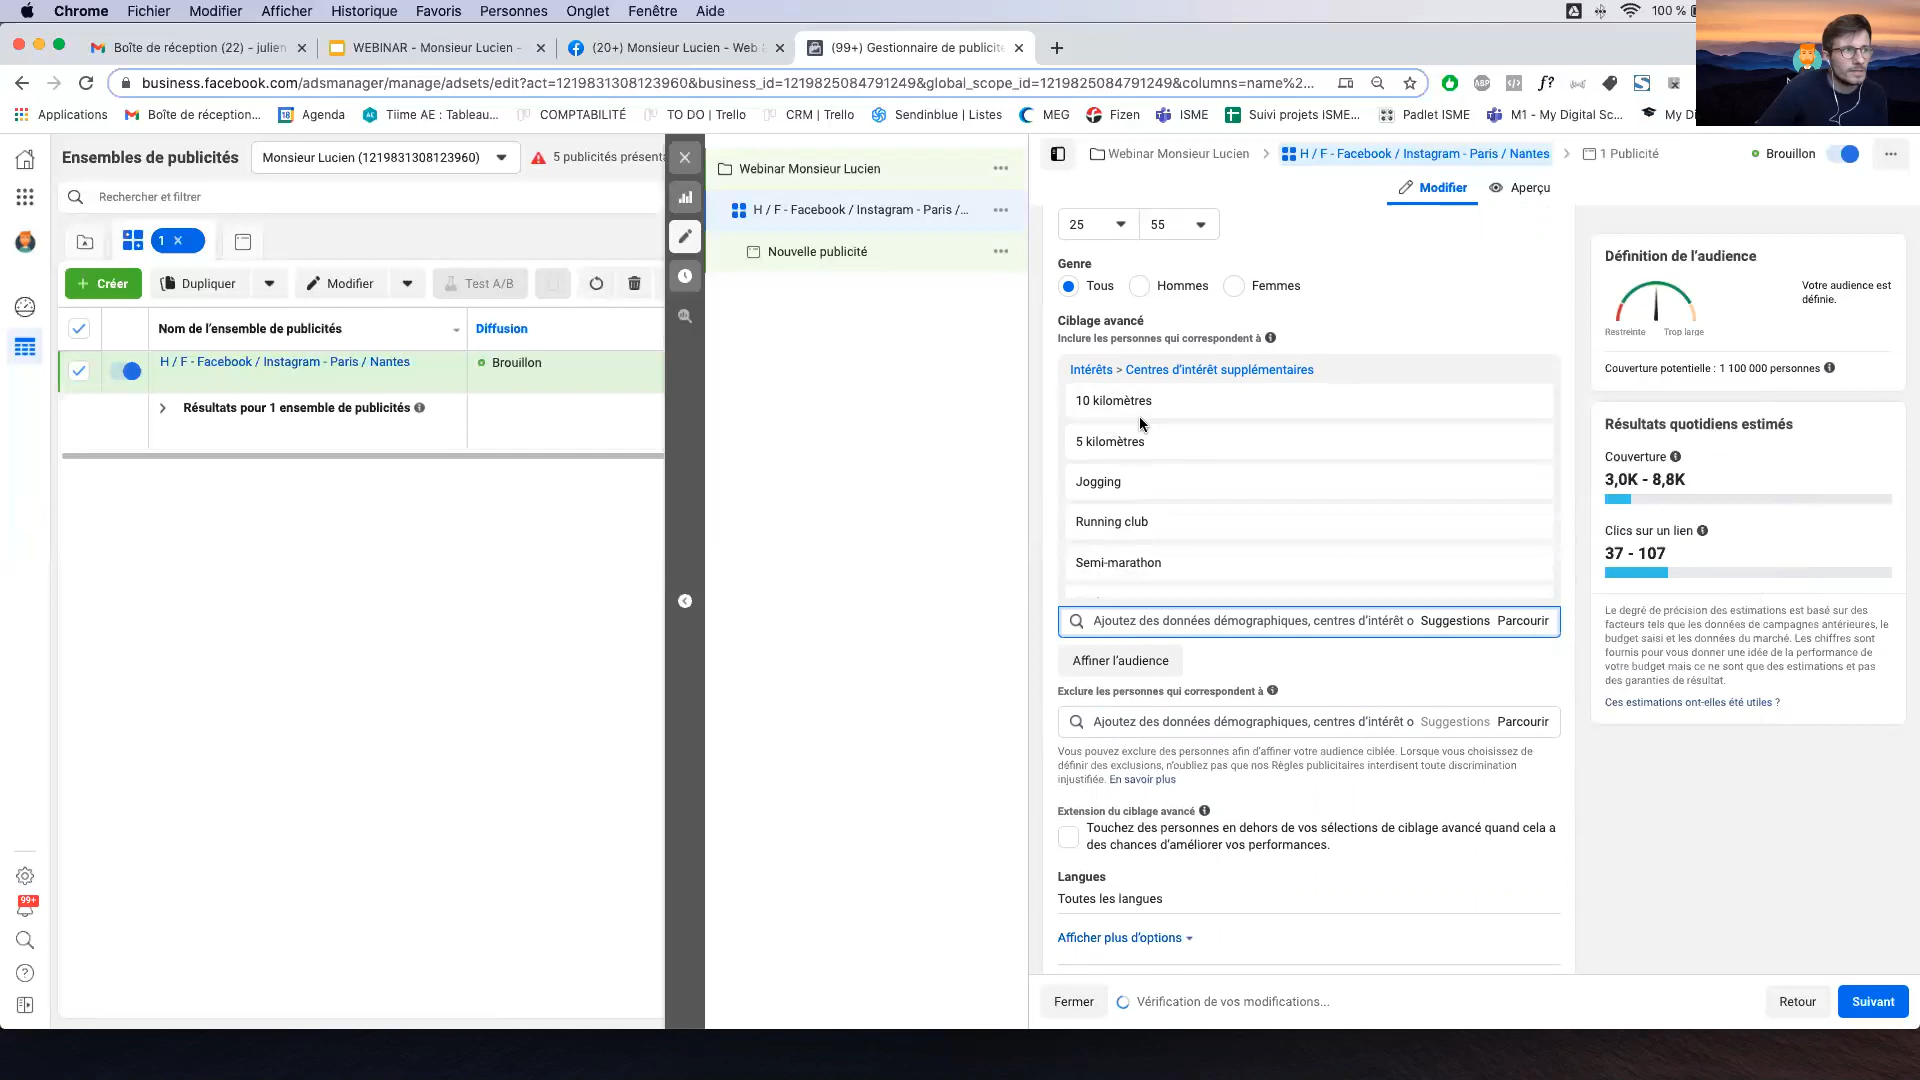 Chrome Fichier Modifier Afficher Historique Favoris Personnes Onglet Fenêtre Aide
100 %
Boîte de réception (22) - julien
WEBINAR - Monsieur Lucien -
(20+) Monsieur Lucien - Web
(99+) Gestionnaire de publicité
business.facebook.com/adsmanager/manage/adsets/edit?act=1219831308123960&business_id=1219825084791249&global_scope_id=1219825084791249&columns=name%2...
Applications
Boîte de réception...
Agenda
Tiime AE : Tableau...
COMPTABILITÉ
TO DO | Trello
CRM | Trello
Sendinblue | Listes
MEG
Fizen
ISME
Suivi projets ISME...
Padlet ISME
M1 - My Digital Sc...
My Di
Ensembles de publicités
Monsieur Lucien (1219831308123960)
5 publicités présent
Rechercher et filtrer
1
Créer
Dupliquer
Modifier
Test A/B
Nom de l'ensemble de publicités
Diffusion
H / F - Facebook / Instagram - Paris / Nantes
Brouillon
Résultats pour 1 ensemble de publicités
99+
Webinar Monsieur Lucien
H / F - Facebook / Instagram - Paris /...
Nouvelle publicité
Webinar Monsieur Lucien
H / F - Facebook / Instagram - Paris / Nantes
1 Publicité
Brouillon
Modifier
Aperçu
25
55
Genre
Tous
Hommes
Femmes
Ciblage avancé
Inclure les personnes qui correspondent à
Intérêts > Centres d'intérêt supplémentaires
10 kilomètres
5 kilomètres
Jogging
Running club
Semi-marathon
Ajoutez des données démographiques, centres d'intérêt o
Suggestions
Parcourir
Affiner l'audience
Exclure les personnes qui correspondent à
Ajoutez des données démographiques, centres d'intérêt o
Suggestions
Parcourir
Vous pouvez exclure des personnes afin d'affiner votre audience ciblée. Lorsque vous choisissez de
définir des exclusions, n'oubliez pas que nos Règles publicitaires interdisent toute discrimination
injustifiée. En savoir plus
Extension du ciblage avancé
Touchez des personnes en dehors de vos sélections de ciblage avancé quand cela a
des chances d'améliorer vos performances.
Langues
Toutes les langues
Afficher plus d'options
Fermer
Vérification de vos modifications...
Retour
Suivant
Définition de l'audience
Votre audience est
définie.
Restreinte
Trop large
Couverture potentielle : 1 100 000 personnes
Résultats quotidiens estimés
Couverture
3,0K - 8,8K
Clics sur un lien
37 - 107
Le degré de précision des estimations est basé sur des
facteurs tels que les données de campagnes antérieures, le
budget saisi et les données du marché. Les chiffres sont
fournis pour vous donner une idée de la performance de
votre budget mais ce ne sont que des estimations et pas
des garanties de résultat.
Ces estimations ont-elles été utiles ?